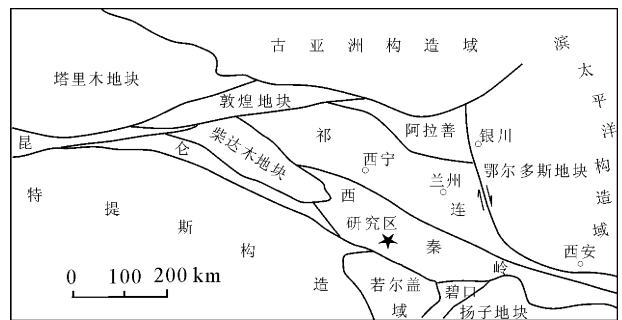 古亚洲构造域
滨太平洋构造域
塔里木地块
敦煌地块
阿拉善
银川
昆仑
柴达木地块
祁连
西宁
兰州
鄂尔多斯地块
特提斯构造域
西秦岭
研究区
西安
0 100 200 km
若尔盖
碧口
扬子地块